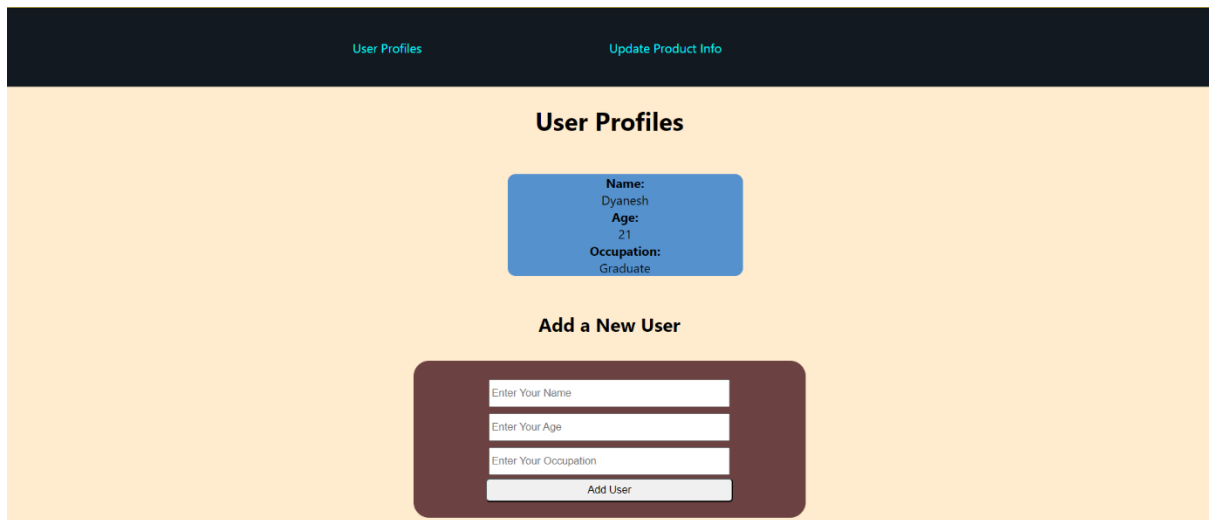 User Profiles Update Product Info
User Profiles
Name:
Dyanesh
Age:
21
Occupation:
Graduate
Add a New User
Enter Your Name
Enter Your Age
Enter Your Occupation
Add User